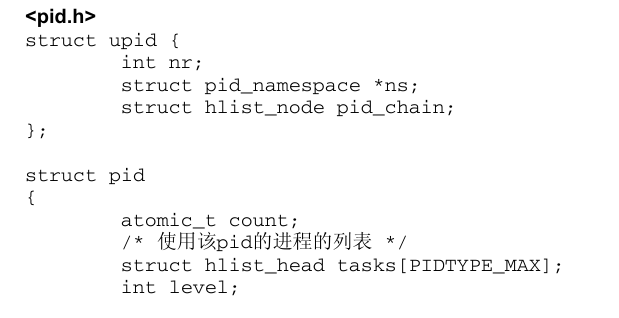 <pid.h>
struct upid {
        int nr;
        struct pid_namespace *ns;
        struct hlist_node pid_chain;
};

struct pid
{
        atomic_t count;
        /* 使用该pid的进程的列表 */
        struct hlist_head tasks[PIDTYPE_MAX];
        int level;